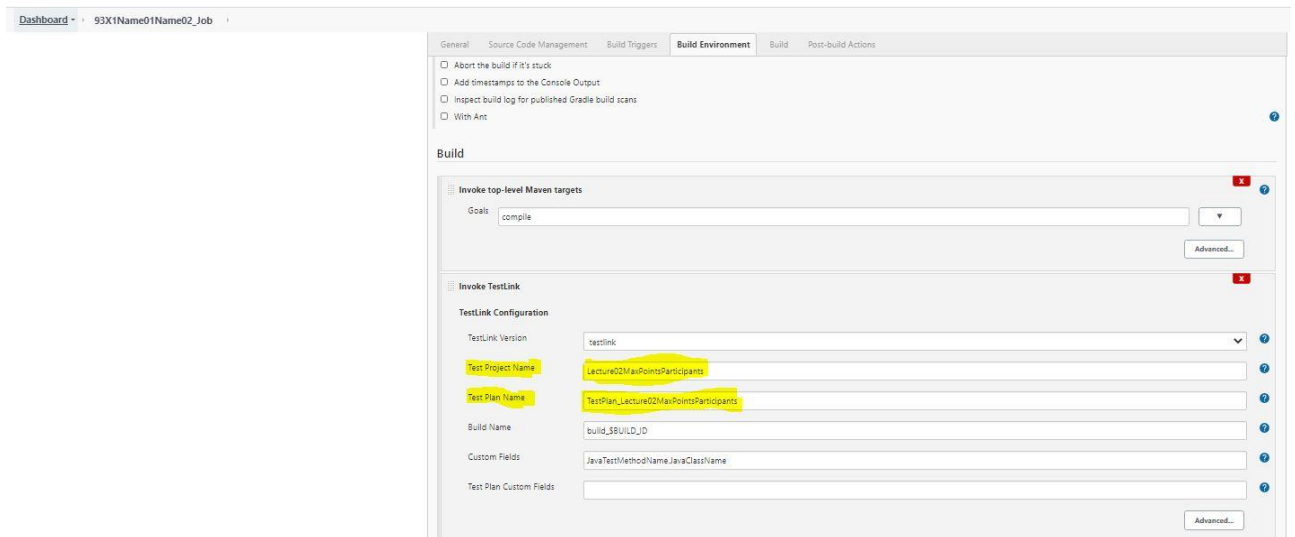 Dashboard 93X1Name01Name02_Job
General Source Code Management Build Triggers Build Environment Build Post-build Actions
Abort the build if it's stuck
Add timestamps to the Console Output
Inspect build log for published Gradle build scans
With Ant ?
Build
Invoke top-level Maven targets X ?
Goals compile
Advanced...
Invoke TestLink X
TestLink Configuration
TestLink Version testlink ?
Test Project Name Lecture02MaxPointsParticipants ?
Test Plan Name TestPlan_Lecture02MaxPointsParticipants ?
Build Name build_$BUILD_ID ?
Custom Fields JavaTestMethodName,JavaClassName ?
Test Plan Custom Fields ?
Advanced...